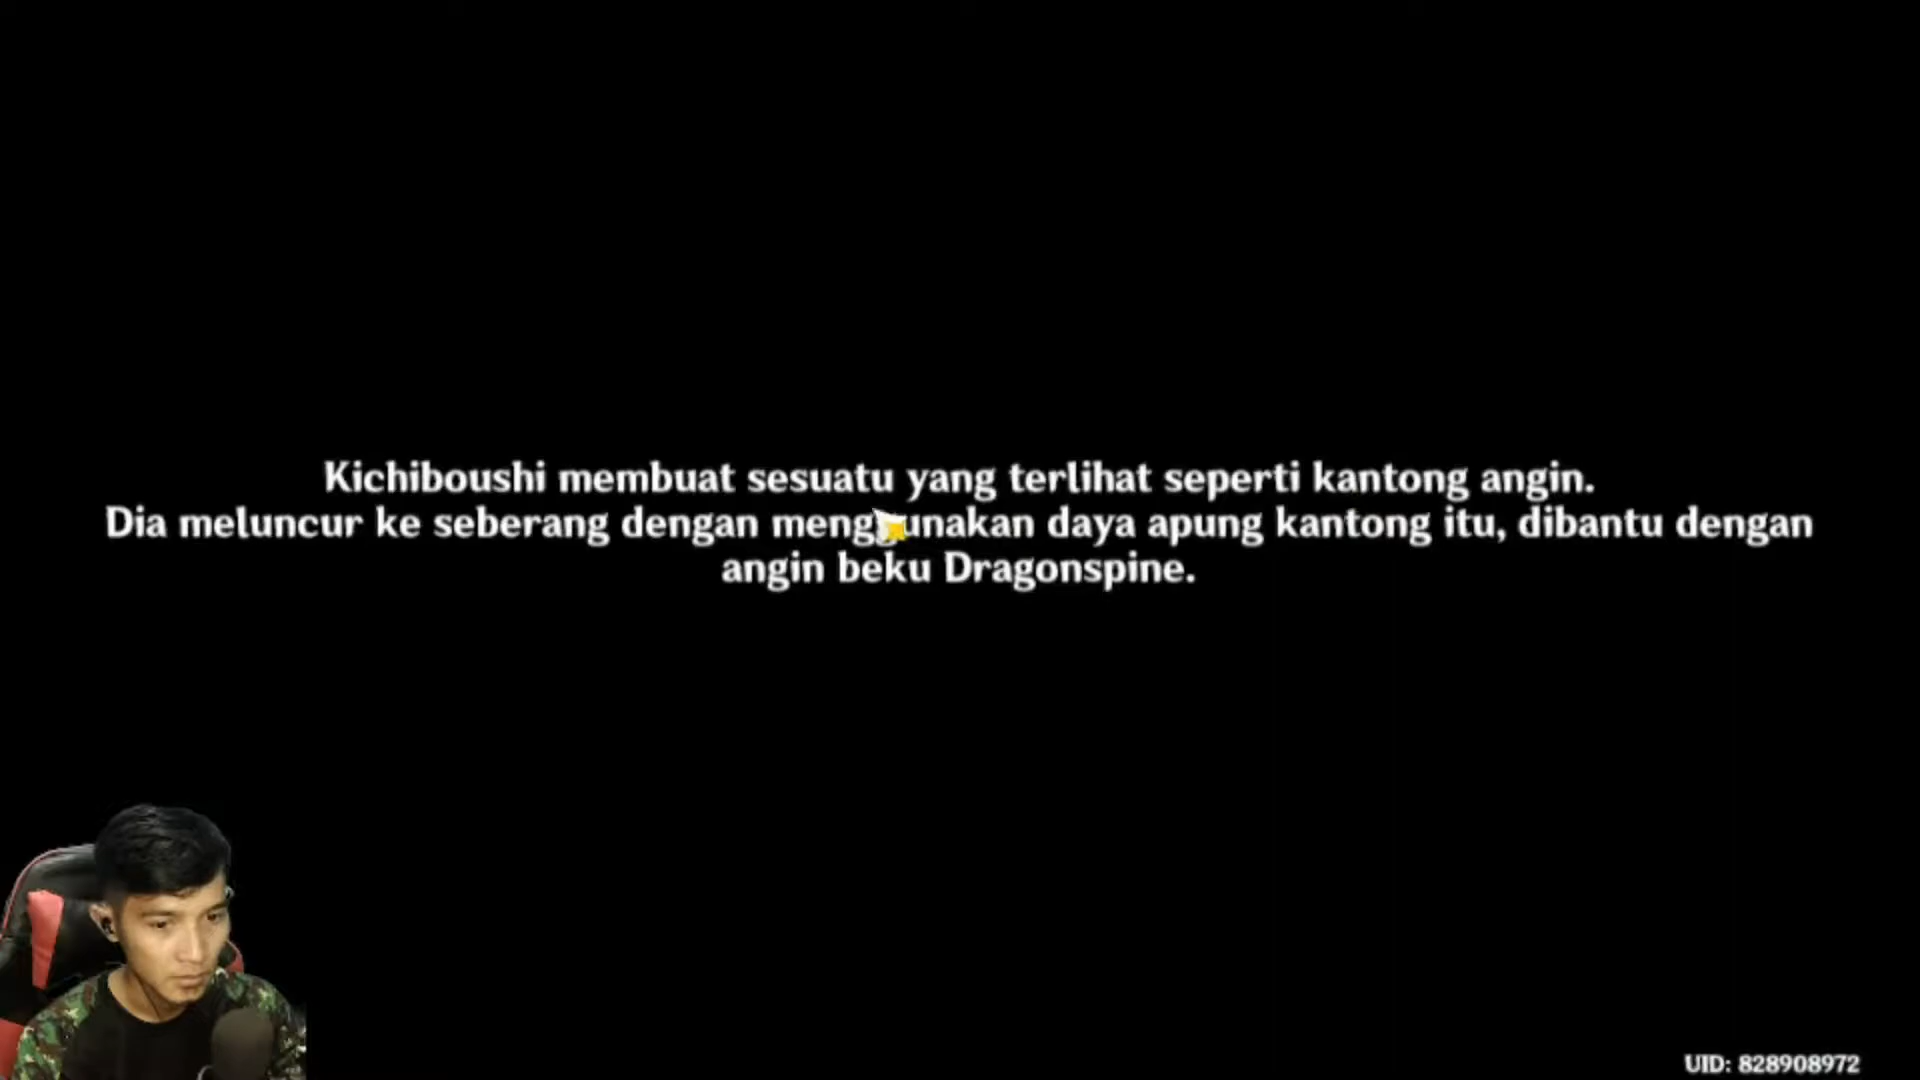 Kichiboushi membuat sesuatu yang terlihat seperti kantong angin.
Dia meluncur ke seberang dengan menggunakan daya apung kantong itu, dibantu dengan
angin beku Dragonspine.
UID: 828908972